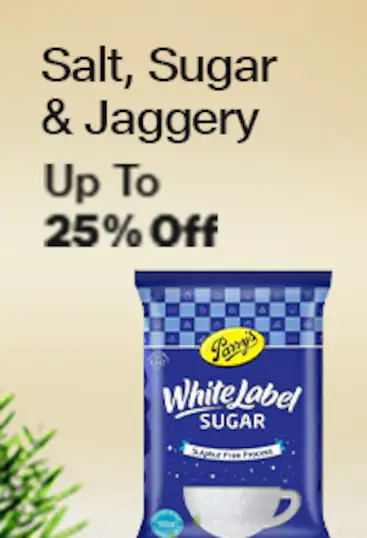 Salt, Sugar
& Jaggery
Up To
25% Off
Parry's
White Label
SUGAR
Sulphur Free Process